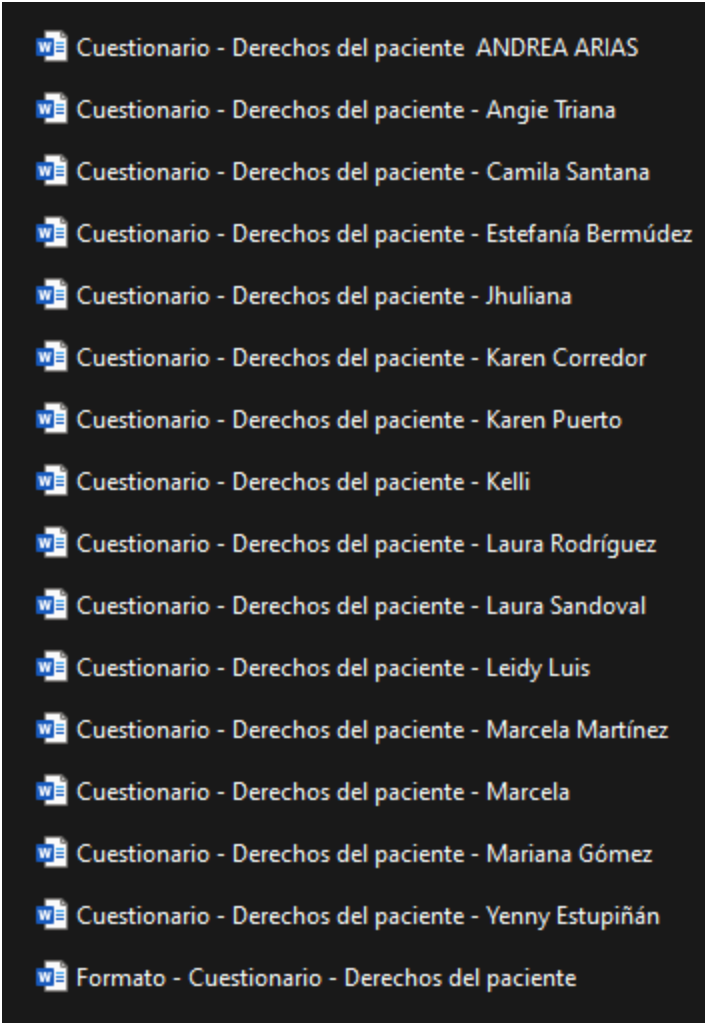 Cuestionario - Derechos del paciente  ANDREA ARIAS
Cuestionario - Derechos del paciente - Angie Triana
Cuestionario - Derechos del paciente - Camila Santana
Cuestionario - Derechos del paciente - Estefanía Bermúdez
Cuestionario - Derechos del paciente - Jhuliana
Cuestionario - Derechos del paciente - Karen Corredor
Cuestionario - Derechos del paciente - Karen Puerto
Cuestionario - Derechos del paciente - Kelli
Cuestionario - Derechos del paciente - Laura Rodríguez
Cuestionario - Derechos del paciente - Laura Sandoval
Cuestionario - Derechos del paciente - Leidy Luis
Cuestionario - Derechos del paciente - Marcela Martínez
Cuestionario - Derechos del paciente - Marcela
Cuestionario - Derechos del paciente - Mariana Gómez
Cuestionario - Derechos del paciente - Yenny Estupiñán
Formato - Cuestionario - Derechos del paciente